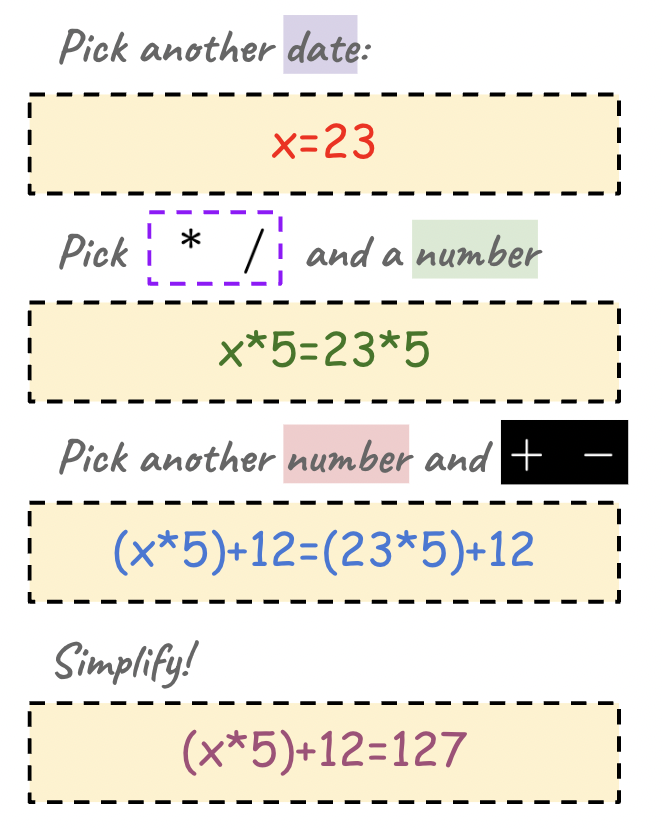 Pick another date:
x=23
Pick * / and a number
x*5=23*5
Pick another number and + −
(x*5)+12=(23*5)+12
Simplify!
(x*5)+12=127